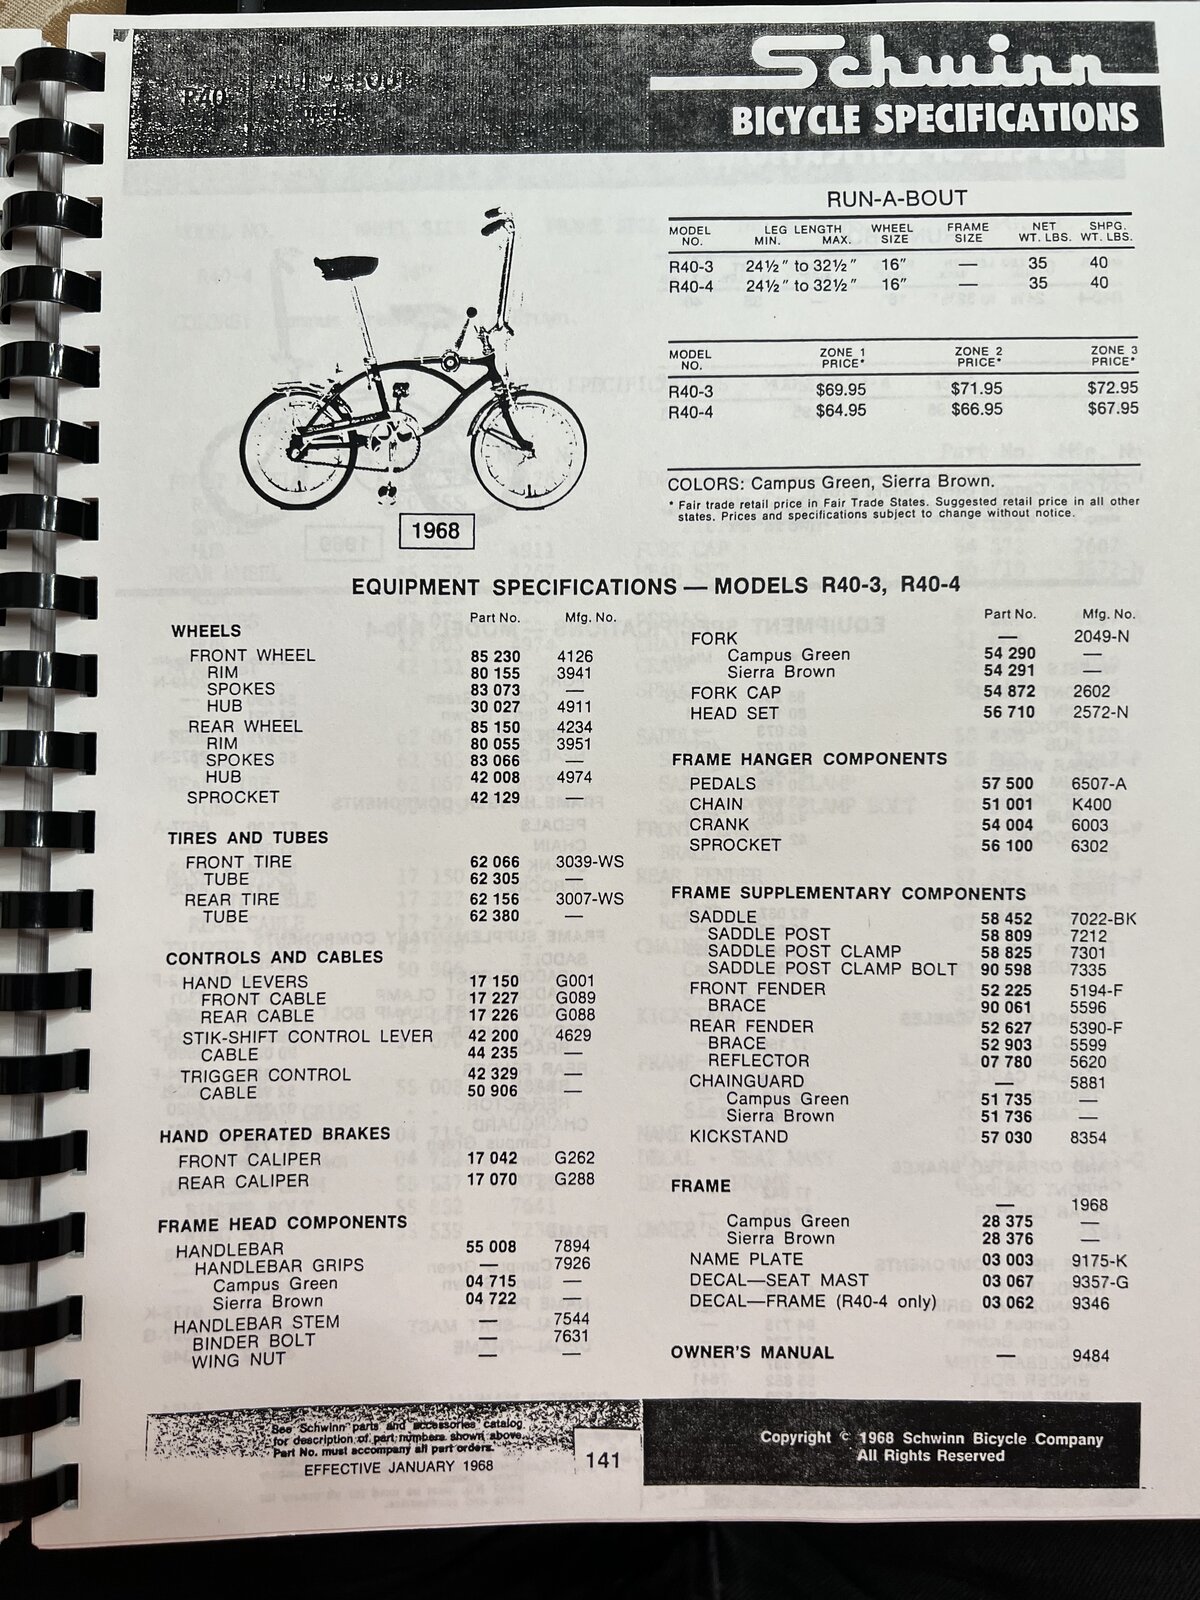 R40
Schwinn
BICYCLE SPECIFICATIONS
RUN-A-BOUT
MODEL NO. LEG LENGTH MIN. MAX. WHEEL SIZE FRAME SIZE NET WT. LBS. SHPG. WT. LBS.
R40-3 24½" to 32½" 16" — 35 40
R40-4 24½" to 32½" 16" — 35 40
MODEL NO. ZONE 1 PRICE* ZONE 2 PRICE* ZONE 3 PRICE*
R40-3 $69.95 $71.95 $72.95
R40-4 $64.95 $66.95 $67.95
COLORS: Campus Green, Sierra Brown.
* Fair trade retail price in Fair Trade States. Suggested retail price in all other
states. Prices and specifications subject to change without notice.
1968
EQUIPMENT SPECIFICATIONS — MODELS R40-3, R40-4
Part No. Mfg. No.
WHEELS
FRONT WHEEL 85 230 4126
RIM 80 155 3941
SPOKES 83 073 —
HUB 30 027 4911
REAR WHEEL 85 150 4234
RIM 80 055 3951
SPOKES 83 066 —
HUB 42 008 4974
SPROCKET 42 129 —
TIRES AND TUBES
FRONT TIRE 62 066 3039-WS
TUBE 62 305 —
REAR TIRE 62 156 3007-WS
TUBE 62 380 —
CONTROLS AND CABLES
HAND LEVERS 17 150 G001
FRONT CABLE 17 227 G089
REAR CABLE 17 226 G088
STIK-SHIFT CONTROL LEVER 42 200 4629
CABLE 44 235 —
TRIGGER CONTROL 42 329 —
CABLE 50 906 —
HAND OPERATED BRAKES
FRONT CALIPER 17 042 G262
REAR CALIPER 17 070 G288
FRAME HEAD COMPONENTS
HANDLEBAR 55 008 7894
HANDLEBAR GRIPS — 7926
Campus Green 04 715 —
Sierra Brown 04 722 —
HANDLEBAR STEM — 7544
BINDER BOLT — 7631
WING NUT — —
Part No. Mfg. No.
FORK — 2049-N
Campus Green 54 290 —
Sierra Brown 54 291 —
FORK CAP 54 872 2602
HEAD SET 56 710 2572-N
FRAME HANGER COMPONENTS
PEDALS 57 500 6507-A
CHAIN 51 001 K400
CRANK 54 004 6003
SPROCKET 56 100 6302
FRAME SUPPLEMENTARY COMPONENTS
SADDLE 58 452 7022-BK
SADDLE POST 58 809 7212
SADDLE POST CLAMP 58 825 7301
SADDLE POST CLAMP BOLT 90 598 7335
FRONT FENDER 52 225 5194-F
BRACE 90 061 5596
REAR FENDER 52 627 5390-F
BRACE 52 903 5599
REFLECTOR 07 780 5620
CHAINGUARD — 5881
Campus Green 51 735 —
Sierra Brown 51 736 —
KICKSTAND 57 030 8354
FRAME
— 1968
Campus Green 28 375 —
Sierra Brown 28 376 —
NAME PLATE 03 003 9175-K
DECAL—SEAT MAST 03 067 9357-G
DECAL—FRAME (R40-4 only) 03 062 9346
OWNER'S MANUAL — 9484
See Schwinn parts and accessories catalog
for description of part numbers shown above.
Part No. must accompany all part orders.
EFFECTIVE JANUARY 1968
141
Copyright © 1968 Schwinn Bicycle Company
All Rights Reserved